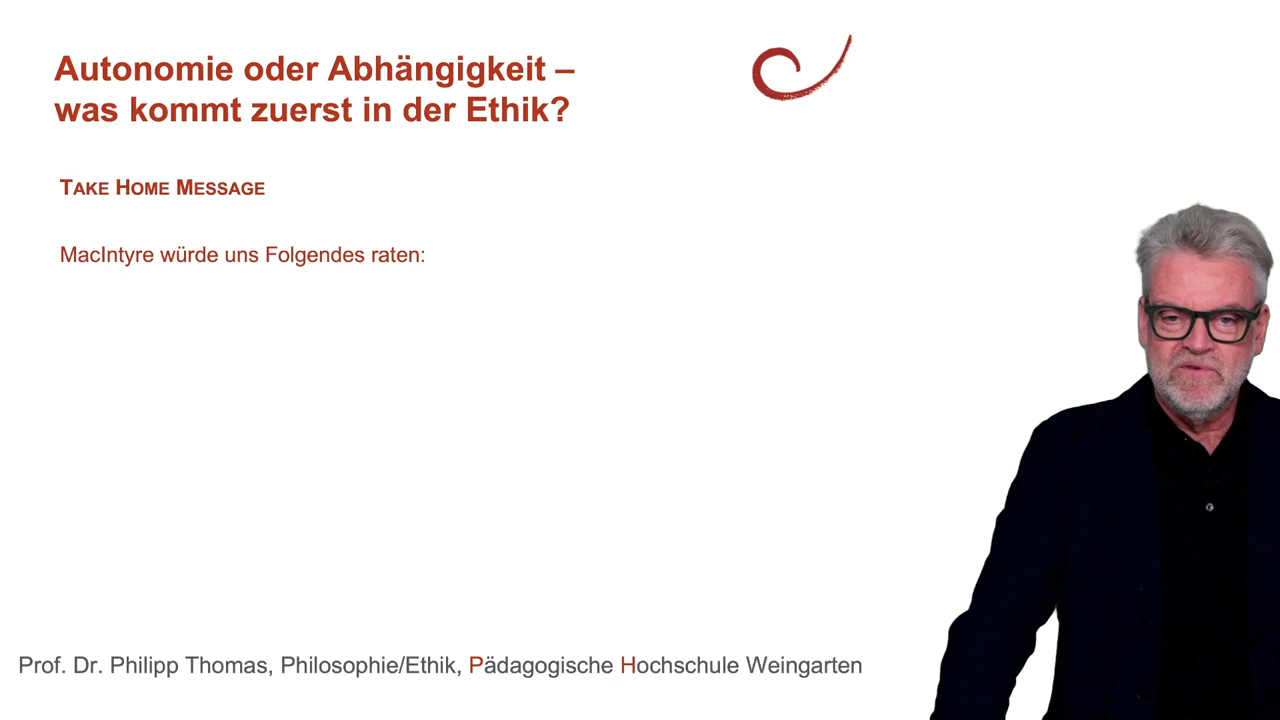 Autonomie oder Abhängigkeit –
was kommt zuerst in der Ethik?
TAKE HOME MESSAGE
MacIntyre würde uns Folgendes raten:
Prof. Dr. Philipp Thomas, Philosophie/Ethik, Pädagogische Hochschule Weingarten